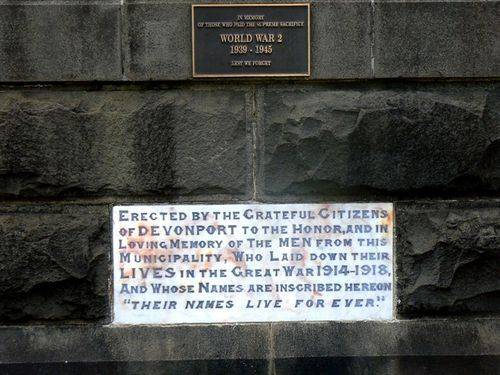 IN MEMORY
OF THOSE WHO PAID THE SUPREME SACRIFICE
WORLD WAR 2
1939 - 1945
LEST WE FORGET
ERECTED BY THE GRATEFUL CITIZENS
OF DEVONPORT TO THE HONOR, AND IN
LOVING MEMORY OF THE MEN FROM THIS
MUNICIPALITY, WHO LAID DOWN THEIR
LIVES IN THE GREAT WAR 1914-1918,
AND WHOSE NAMES ARE INSCRIBED HEREON
"THEIR NAMES LIVE FOR EVER."